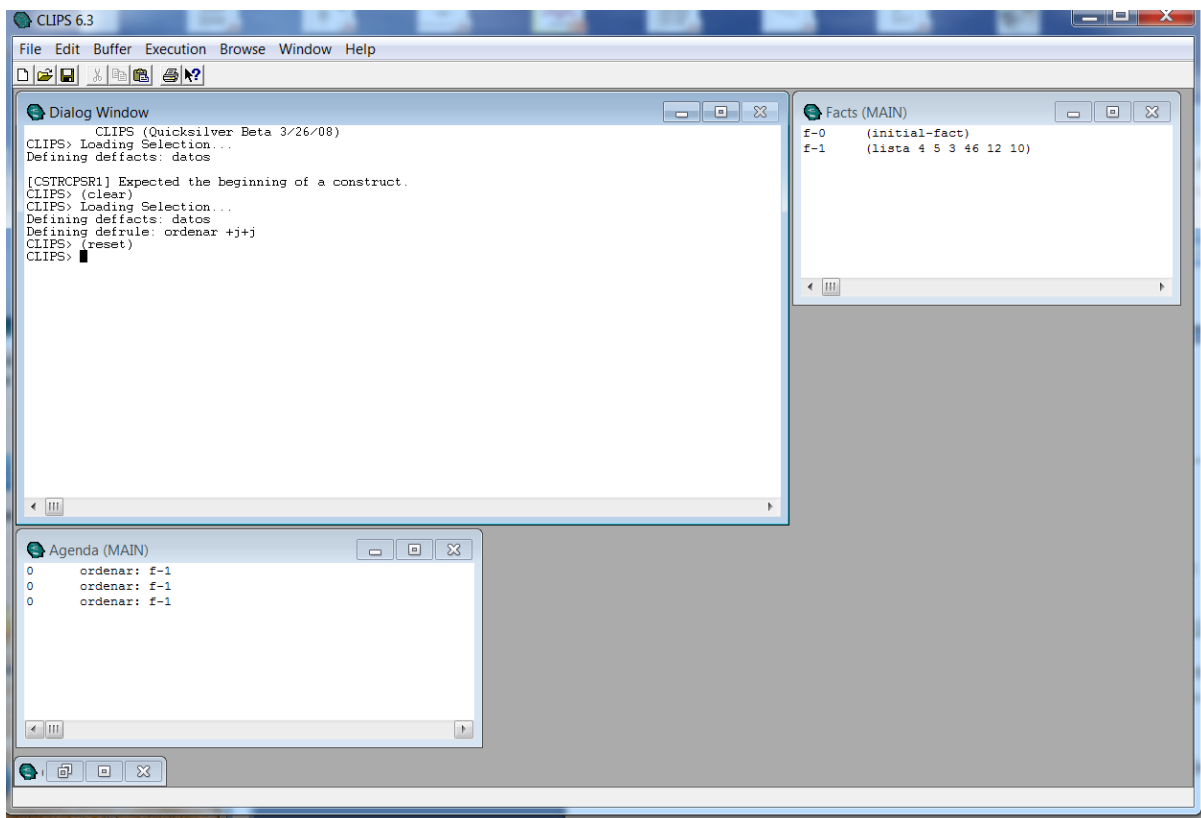 CLIPS 6.3
File Edit Buffer Execution Browse Window Help
Dialog Window
CLIPS (Quicksilver Beta 3/26/08)
CLIPS> Loading Selection...
Defining deffacts: datos
[CSTRCPSR1] Expected the beginning of a construct.
CLIPS> (clear)
CLIPS> Loading Selection...
Defining deffacts: datos
Defining defrule: ordenar +j+j
CLIPS> (reset)
CLIPS>
Facts (MAIN)
f-0 (initial-fact)
f-1 (lista 4 5 3 46 12 10)
Agenda (MAIN)
0 ordenar: f-1
0 ordenar: f-1
0 ordenar: f-1